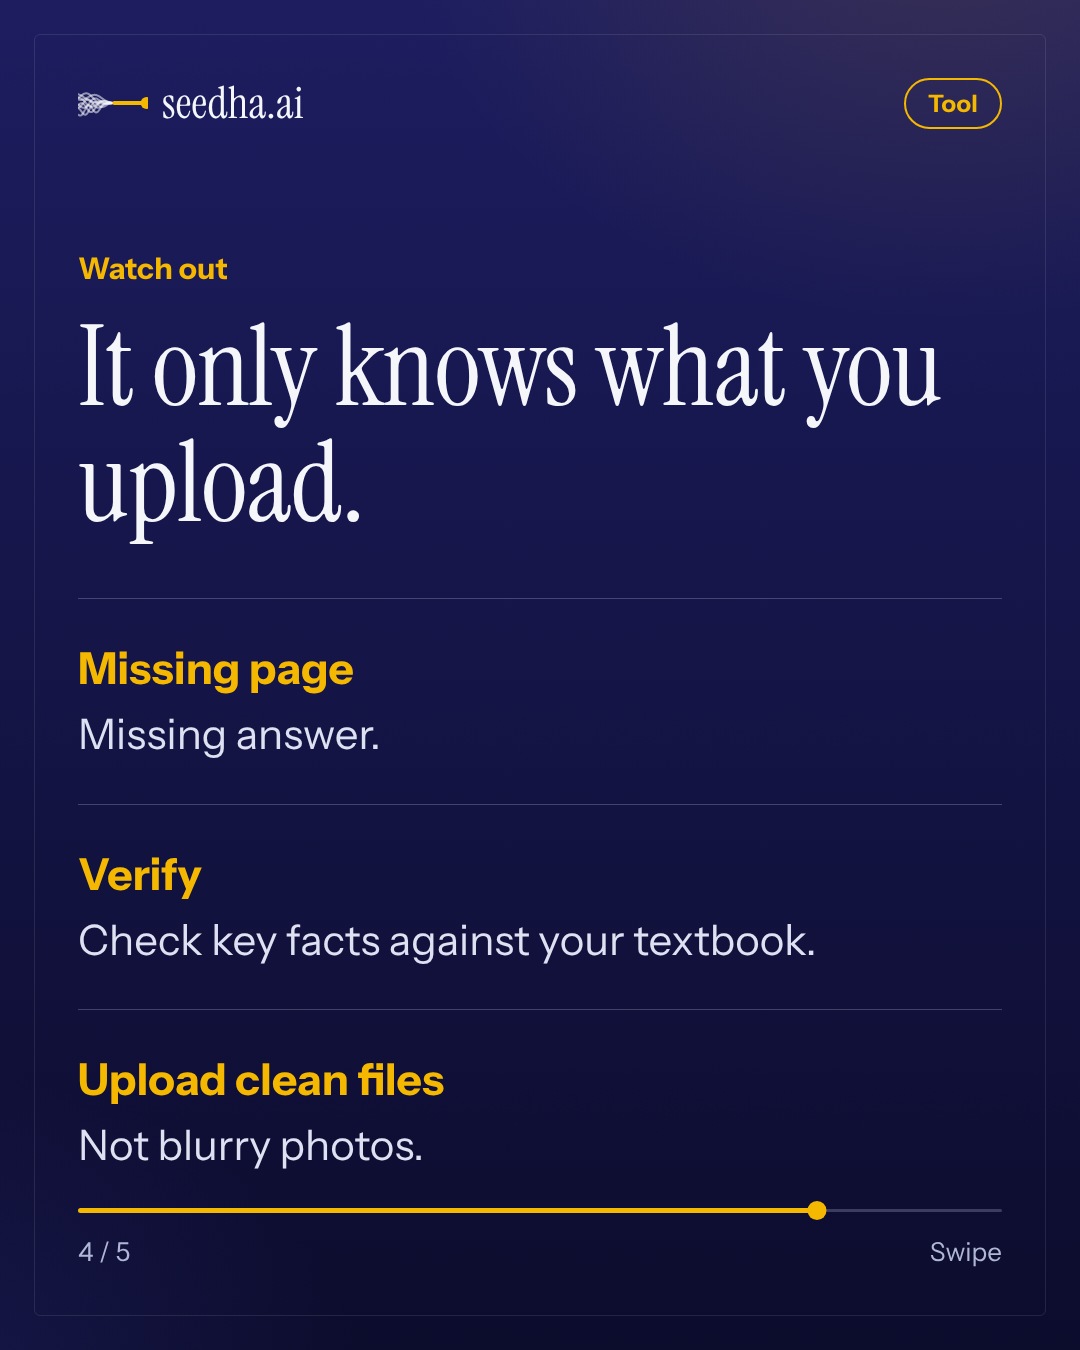 seedha.ai
Tool
Watch out
It only knows what you
upload.
Missing page
Missing answer.
Verify
Check key facts against your textbook.
Upload clean files
Not blurry photos.
4 / 5
Swipe